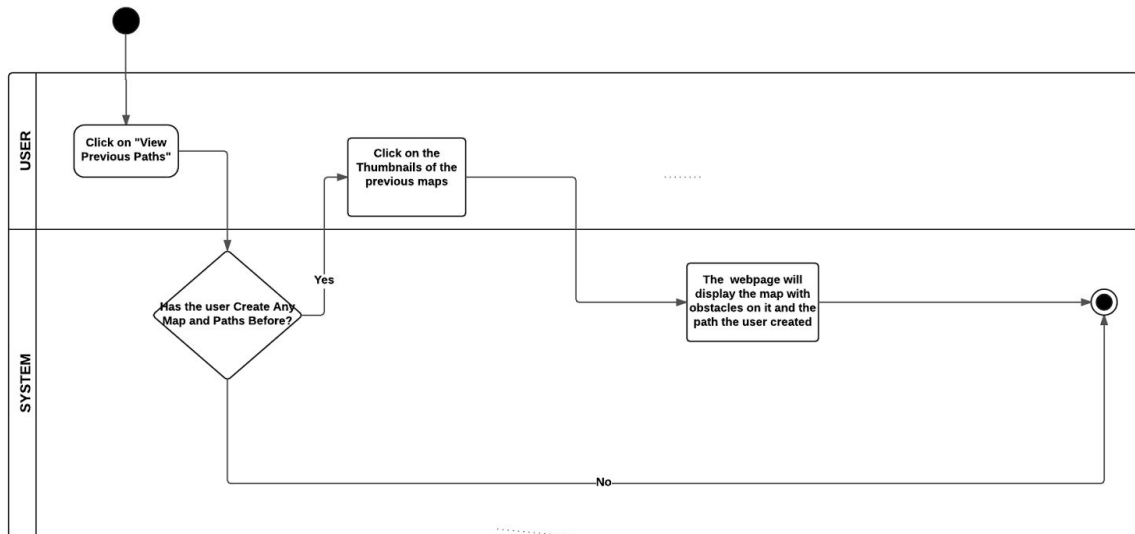 USER
Click on "View
Previous Paths"
Click on the
Thumbnails of the
previous maps
SYSTEM
Has the user Create Any
Map and Paths Before?
Yes
The webpage will
display the map with
obstacles on it and the
path the user created
No